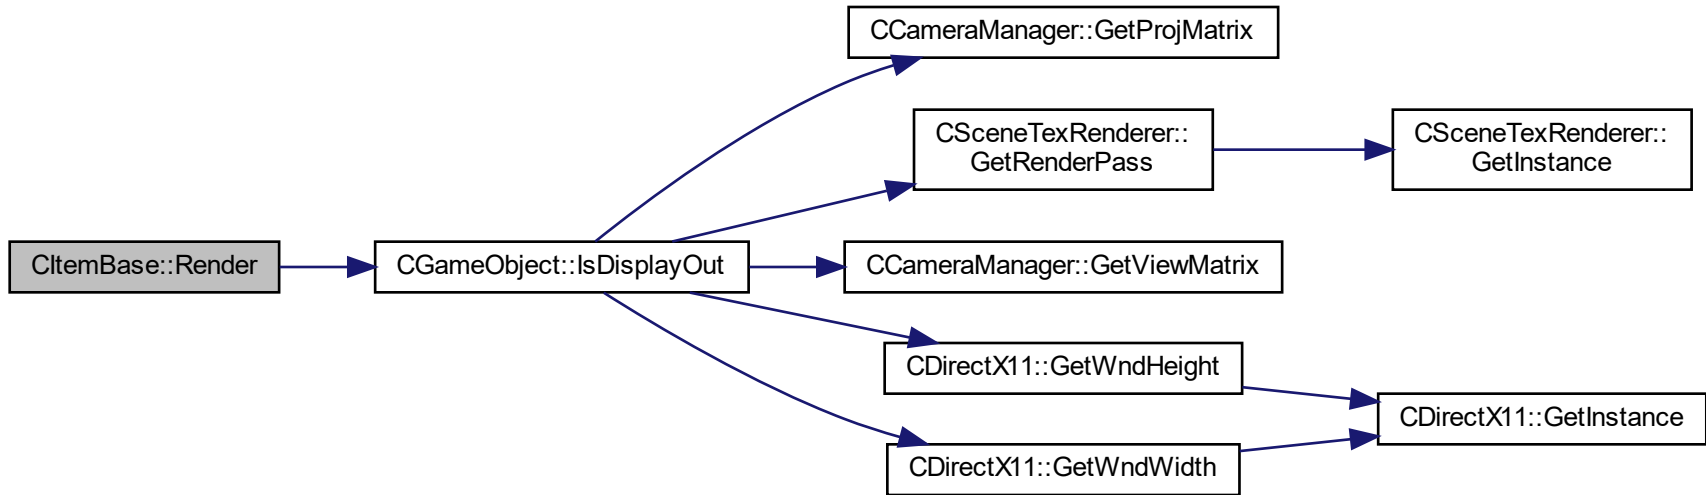 CCameraManager::GetProjMatrix
CSceneTexRenderer::
GetRenderPass
CSceneTexRenderer::
GetInstance
CItemBase::Render
CGameObject::IsDisplayOut
CCameraManager::GetViewMatrix
CDirectX11::GetWndHeight
CDirectX11::GetInstance
CDirectX11::GetWndWidth